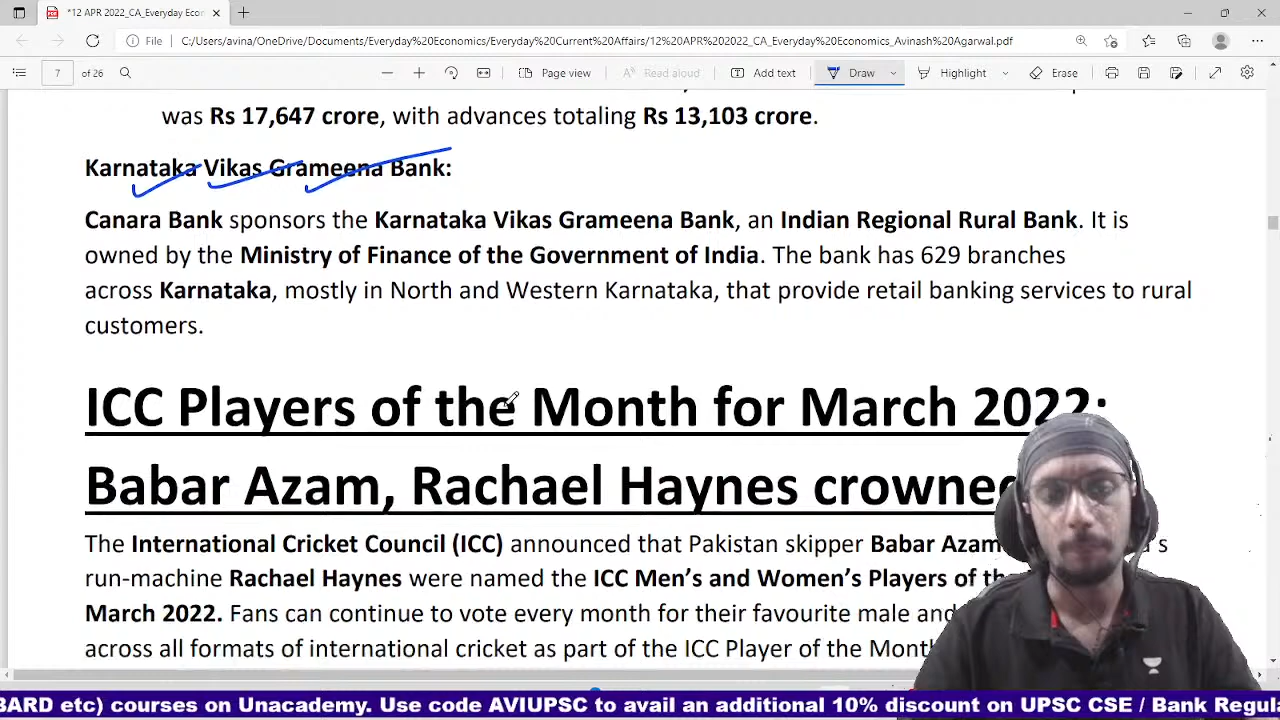 *12 APR 2022_CA_Everyday Econ
File
C:/Users/avina/OneDrive/Documents/Everyday%20Economics/Everyday%20Current%20Affairs/12%20APR%202022_CA_Everyday%20Economics_Avinash%20Agarwal.pdf
7 of 26
Page view
Read aloud
Add text
Draw
Highlight
Erase
was Rs 17,647 crore, with advances totaling Rs 13,103 crore.
Karnataka Vikas Grameena Bank:
Canara Bank sponsors the Karnataka Vikas Grameena Bank, an Indian Regional Rural Bank. It is
owned by the Ministry of Finance of the Government of India. The bank has 629 branches
across Karnataka, mostly in North and Western Karnataka, that provide retail banking services to rural
customers.
ICC Players of the Month for March 2022:
Babar Azam, Rachael Haynes crowned
The International Cricket Council (ICC) announced that Pakistan skipper Babar Azam
run-machine Rachael Haynes were named the ICC Men's and Women's Players of
March 2022. Fans can continue to vote every month for their favourite male and
across all formats of international cricket as part of the ICC Player of the Month
BARD etc) courses on Unacademy. Use code AVIUPSC to avail an additional 10% discount on UPSC CSE / Bank Regul